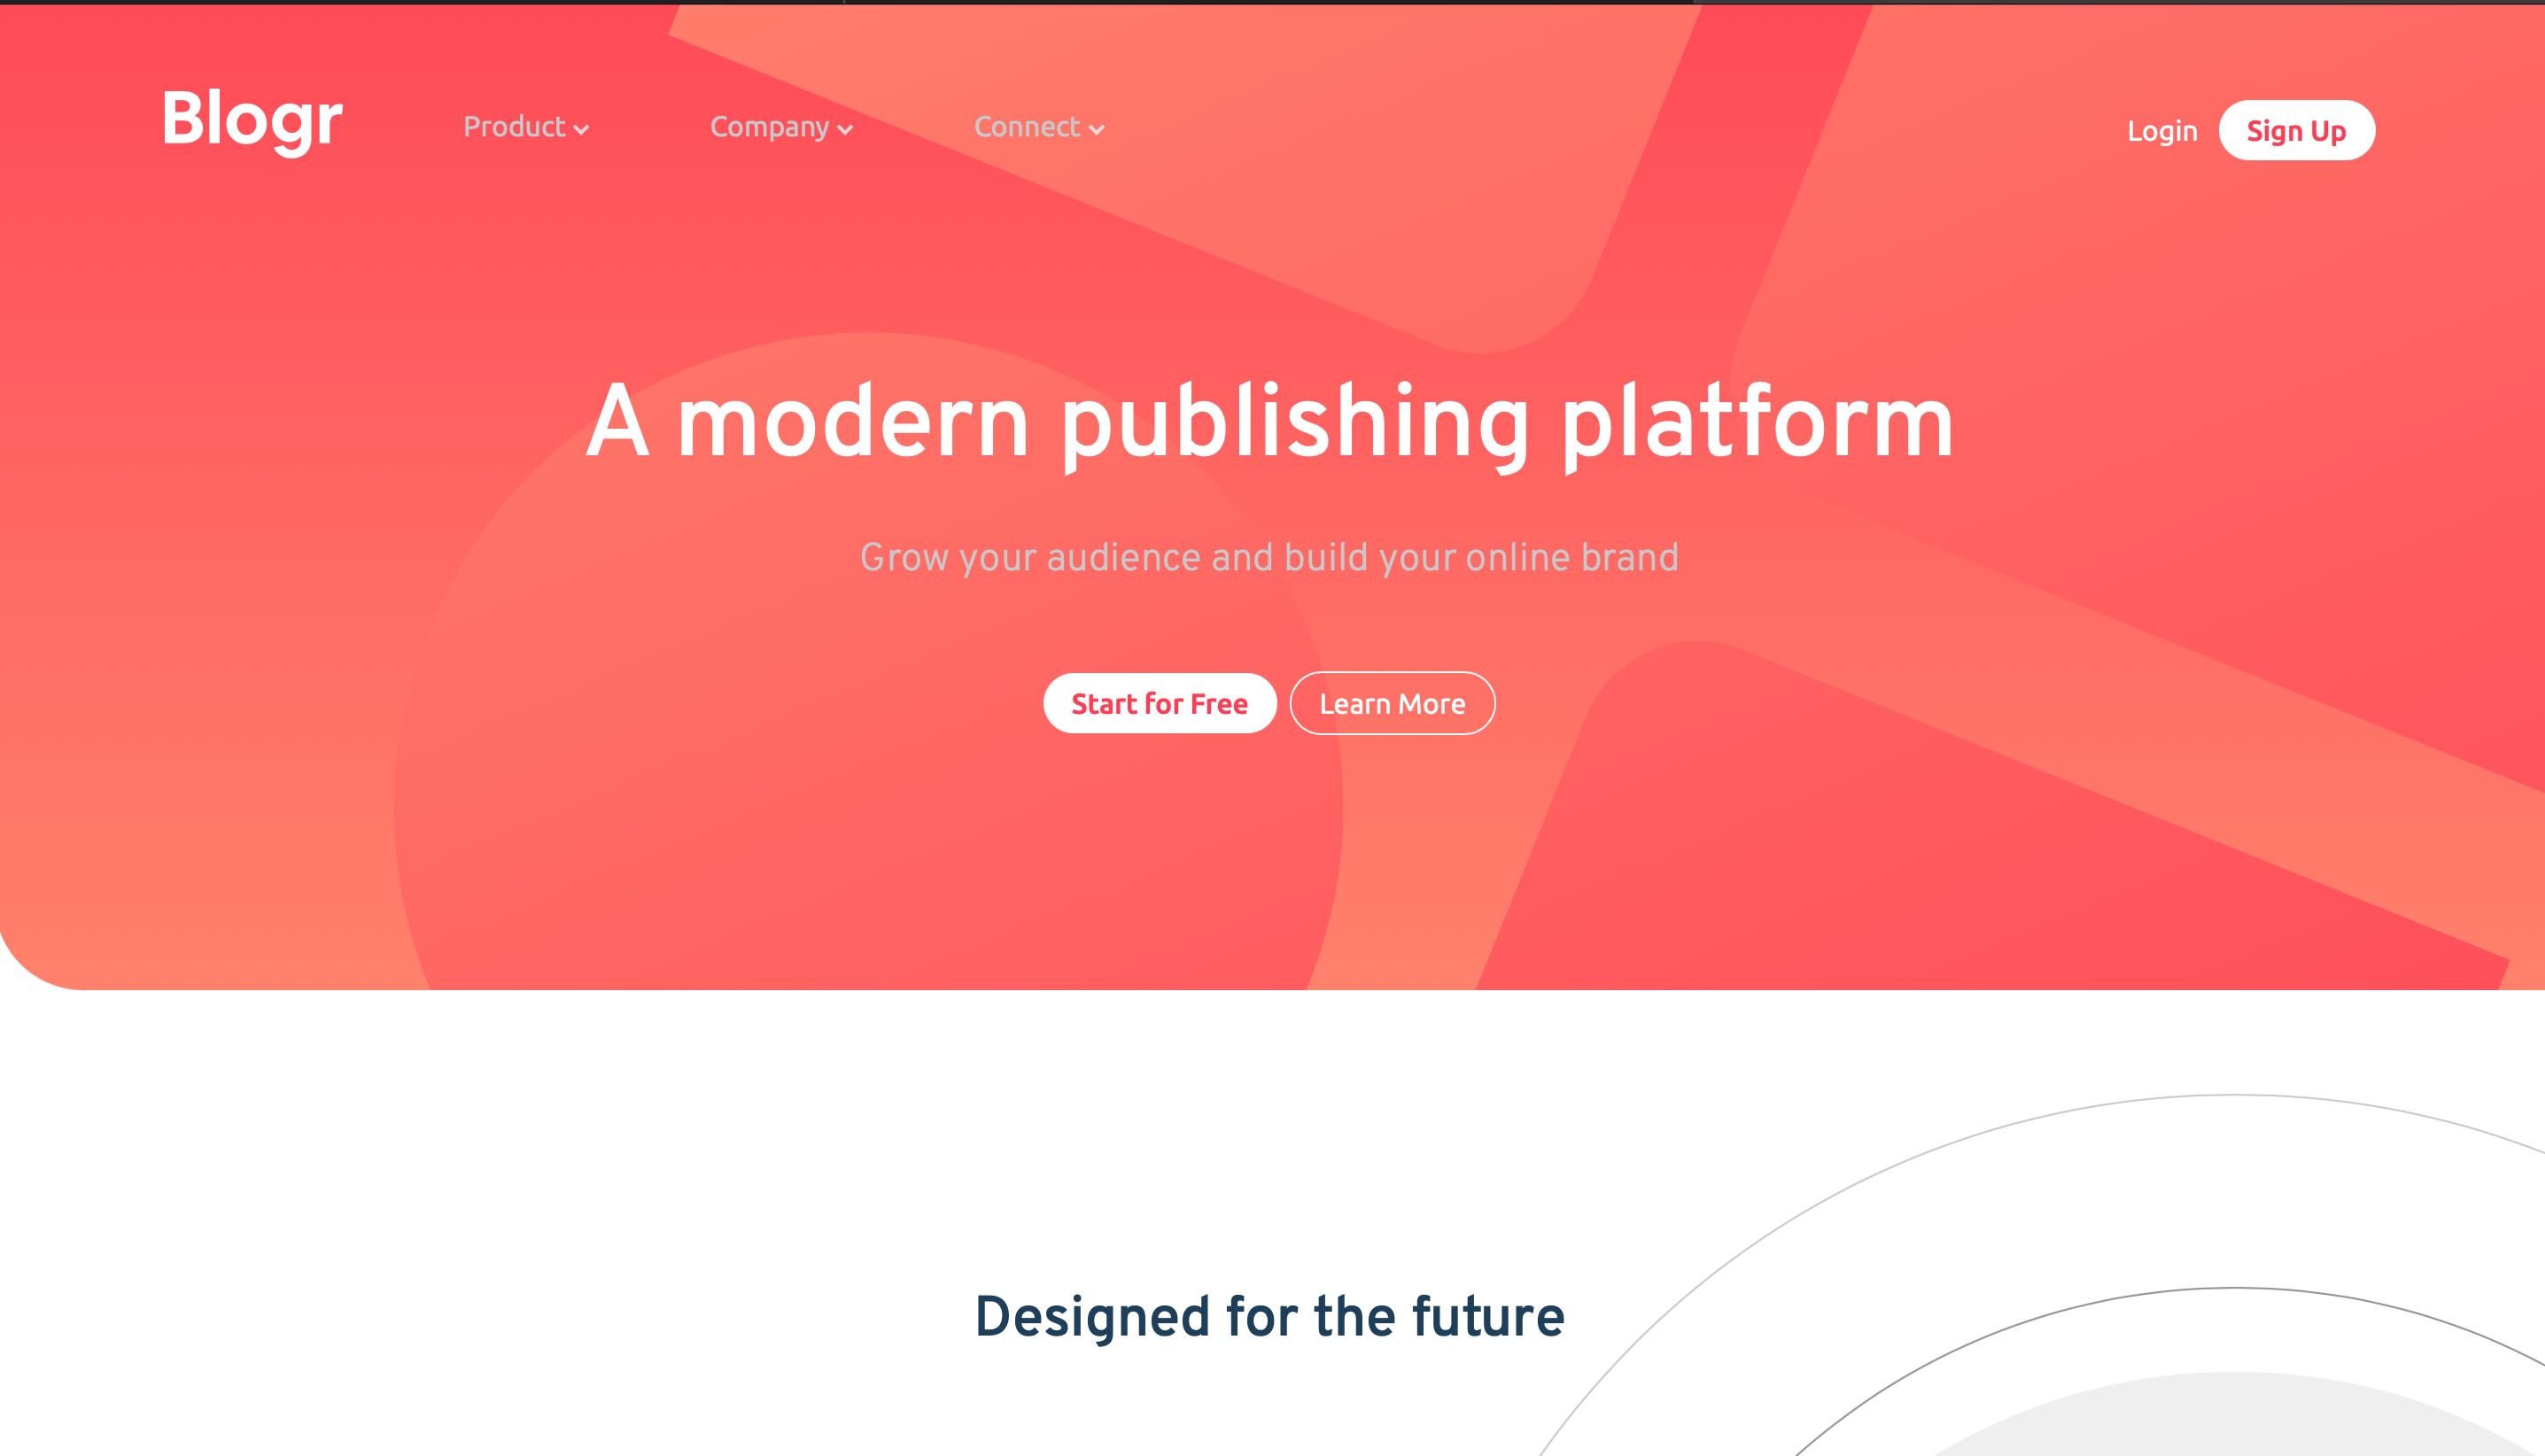 Blogr
Product
Company
Connect
Login
Sign Up
A modern publishing platform
Grow your audience and build your online brand
Start for Free
Learn More
Designed for the future